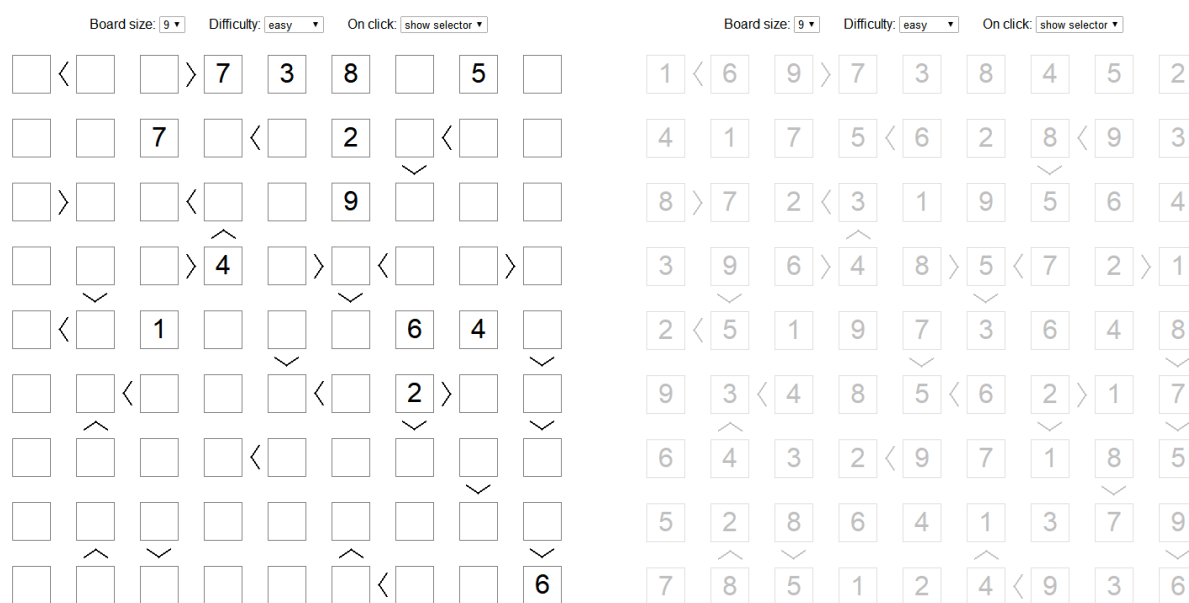 Board size: 9 Difficulty: easy On click: show selector Board size: 9 Difficulty: easy On click: show selector
< > 7 3 8 5 1 < 6 9 > 7 3 8 4 5 2
7 < 2 < 4 1 7 5 < 6 2 8 < 9 3
> < 9 8 > 7 2 < 3 1 9 5 6 4
> 4 > < > 3 9 6 > 4 8 > 5 < 7 2 > 1
< 1 6 4 2 < 5 1 9 7 3 6 4 8
< < 2 > 9 3 < 4 8 5 < 6 2 > 1 7
< 6 4 3 2 < 9 7 1 8 5
5 2 8 6 4 1 3 7 9
< 6 7 8 5 1 2 4 < 9 3 6